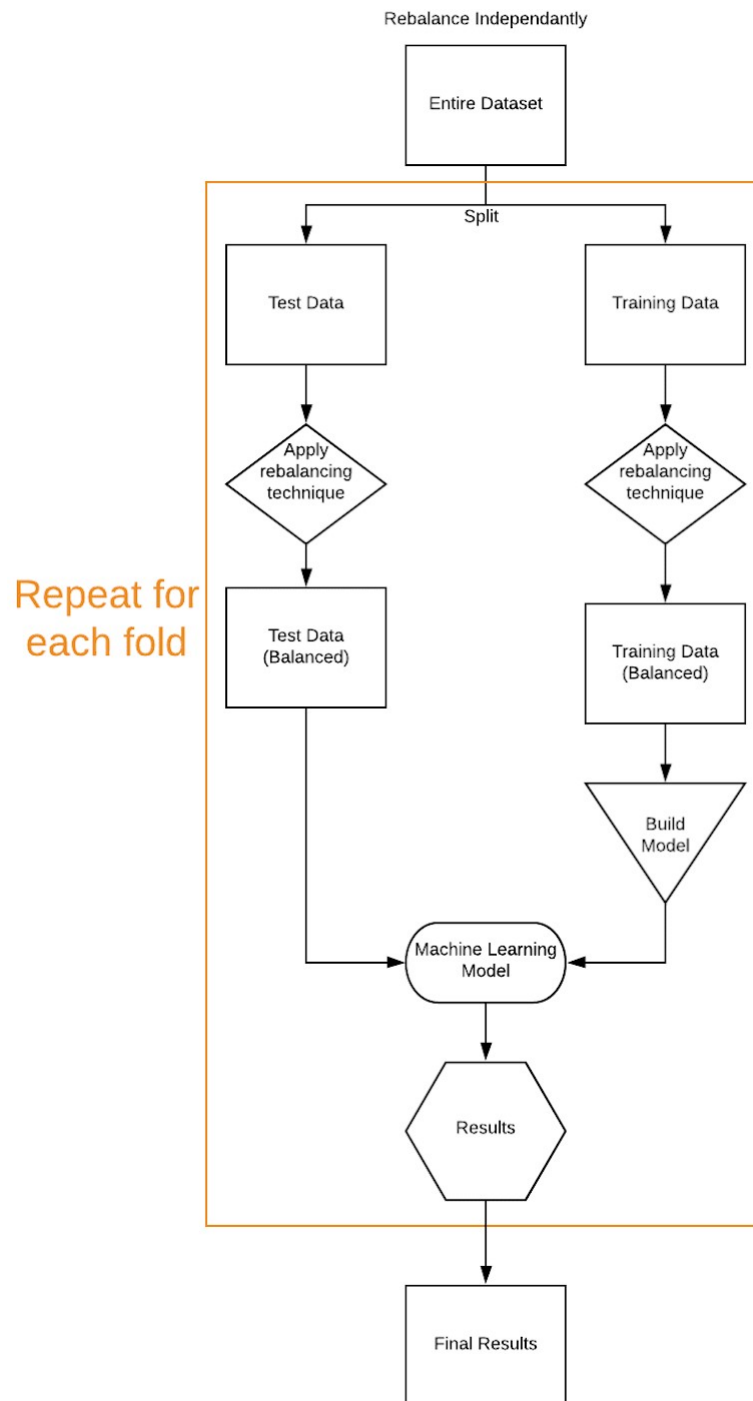 Rebalance Independantly
Entire Dataset
Split
Test Data
Training Data
Apply
rebalancing
technique
Apply
rebalancing
technique
Repeat for
each fold
Test Data
(Balanced)
Training Data
(Balanced)
Build
Model
Machine Learning
Model
Results
Final Results